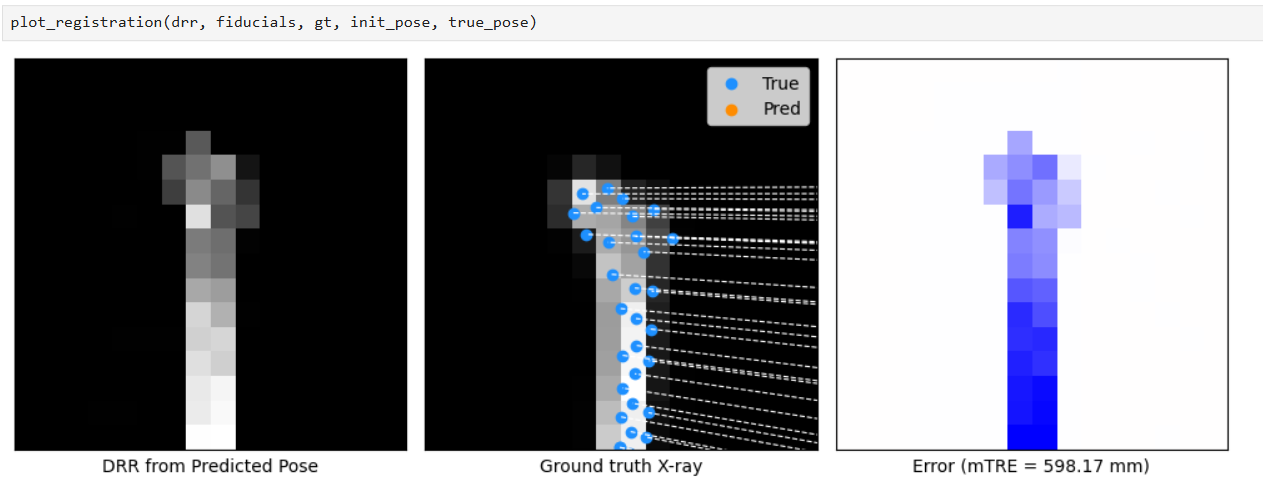 plot_registration(drr, fiducials, gt, init_pose, true_pose)
True
Pred
DRR from Predicted Pose
Ground truth X-ray
Error (mTRE = 598.17 mm)